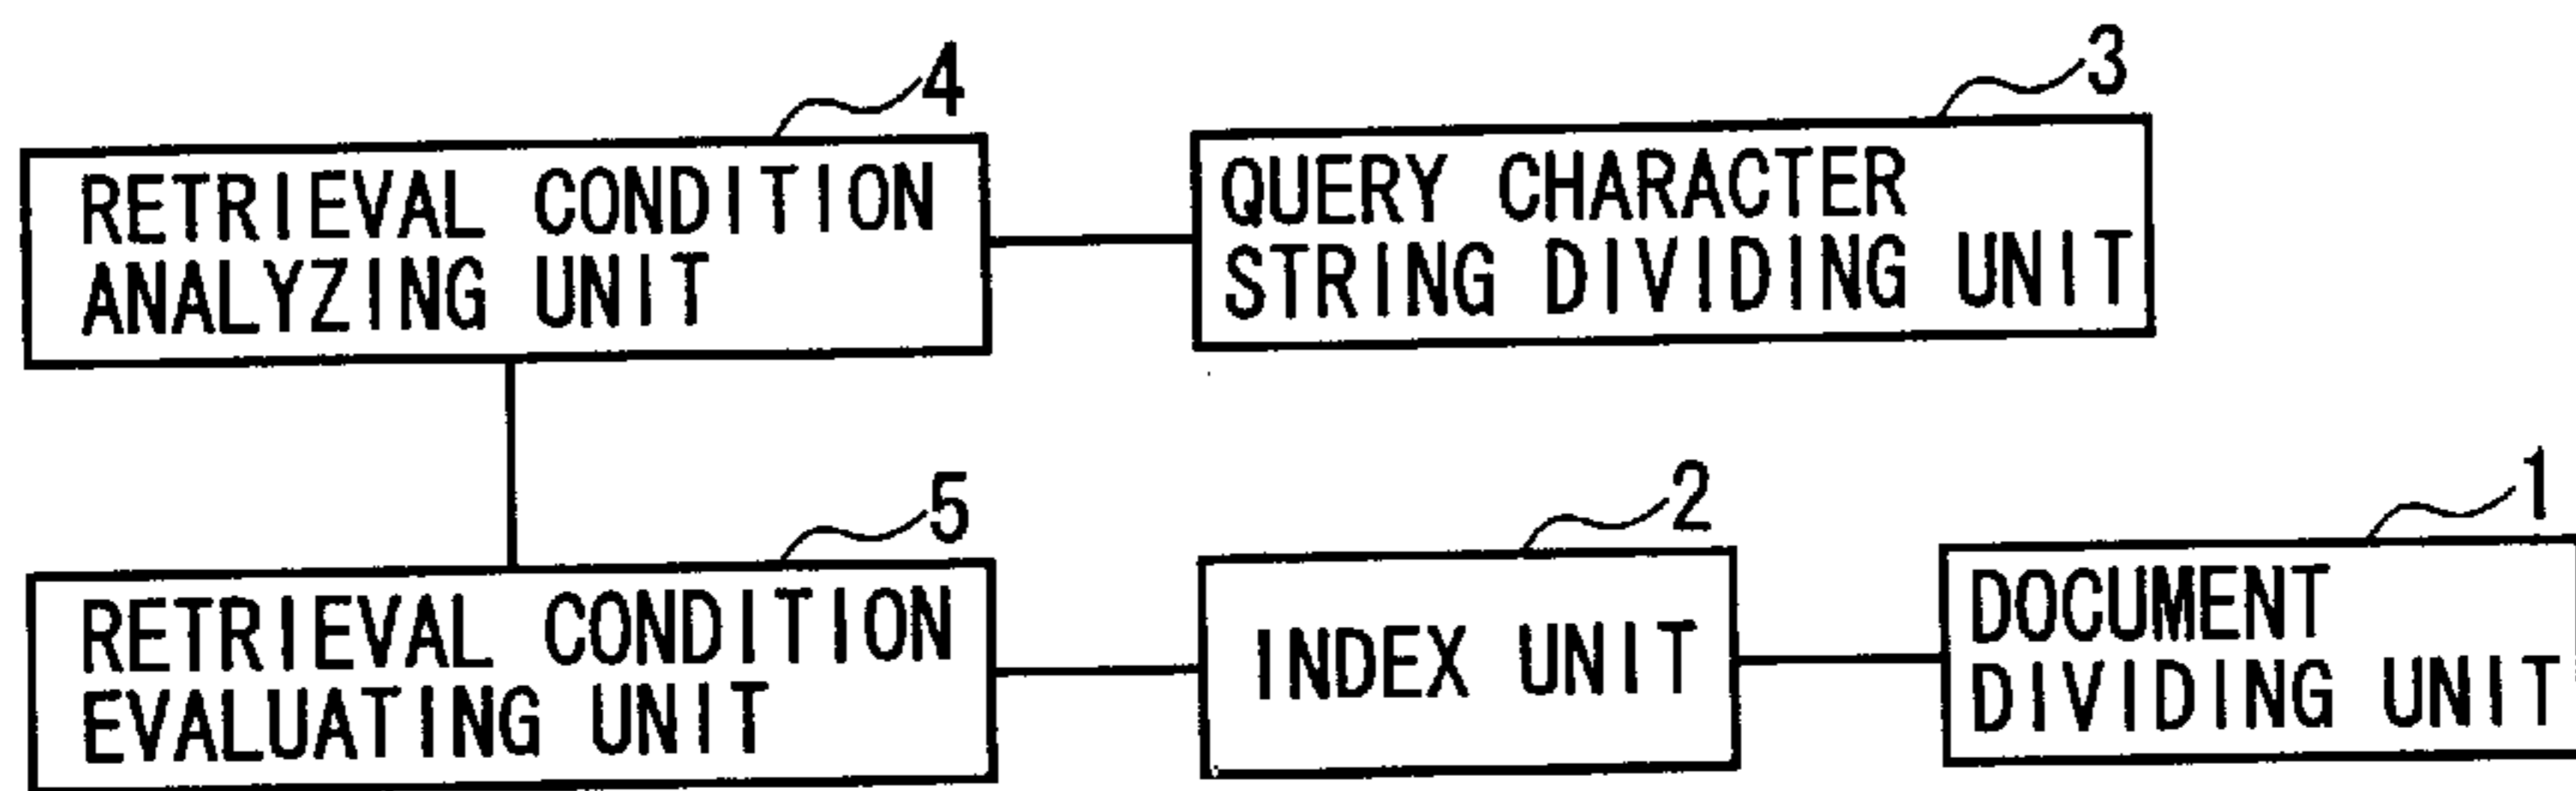 4
3
RETRIEVAL CONDITION
ANALYZING UNIT
QUERY CHARACTER
STRING DIVIDING UNIT
5
2
1
RETRIEVAL CONDITION
EVALUATING UNIT
INDEX UNIT
DOCUMENT
DIVIDING UNIT